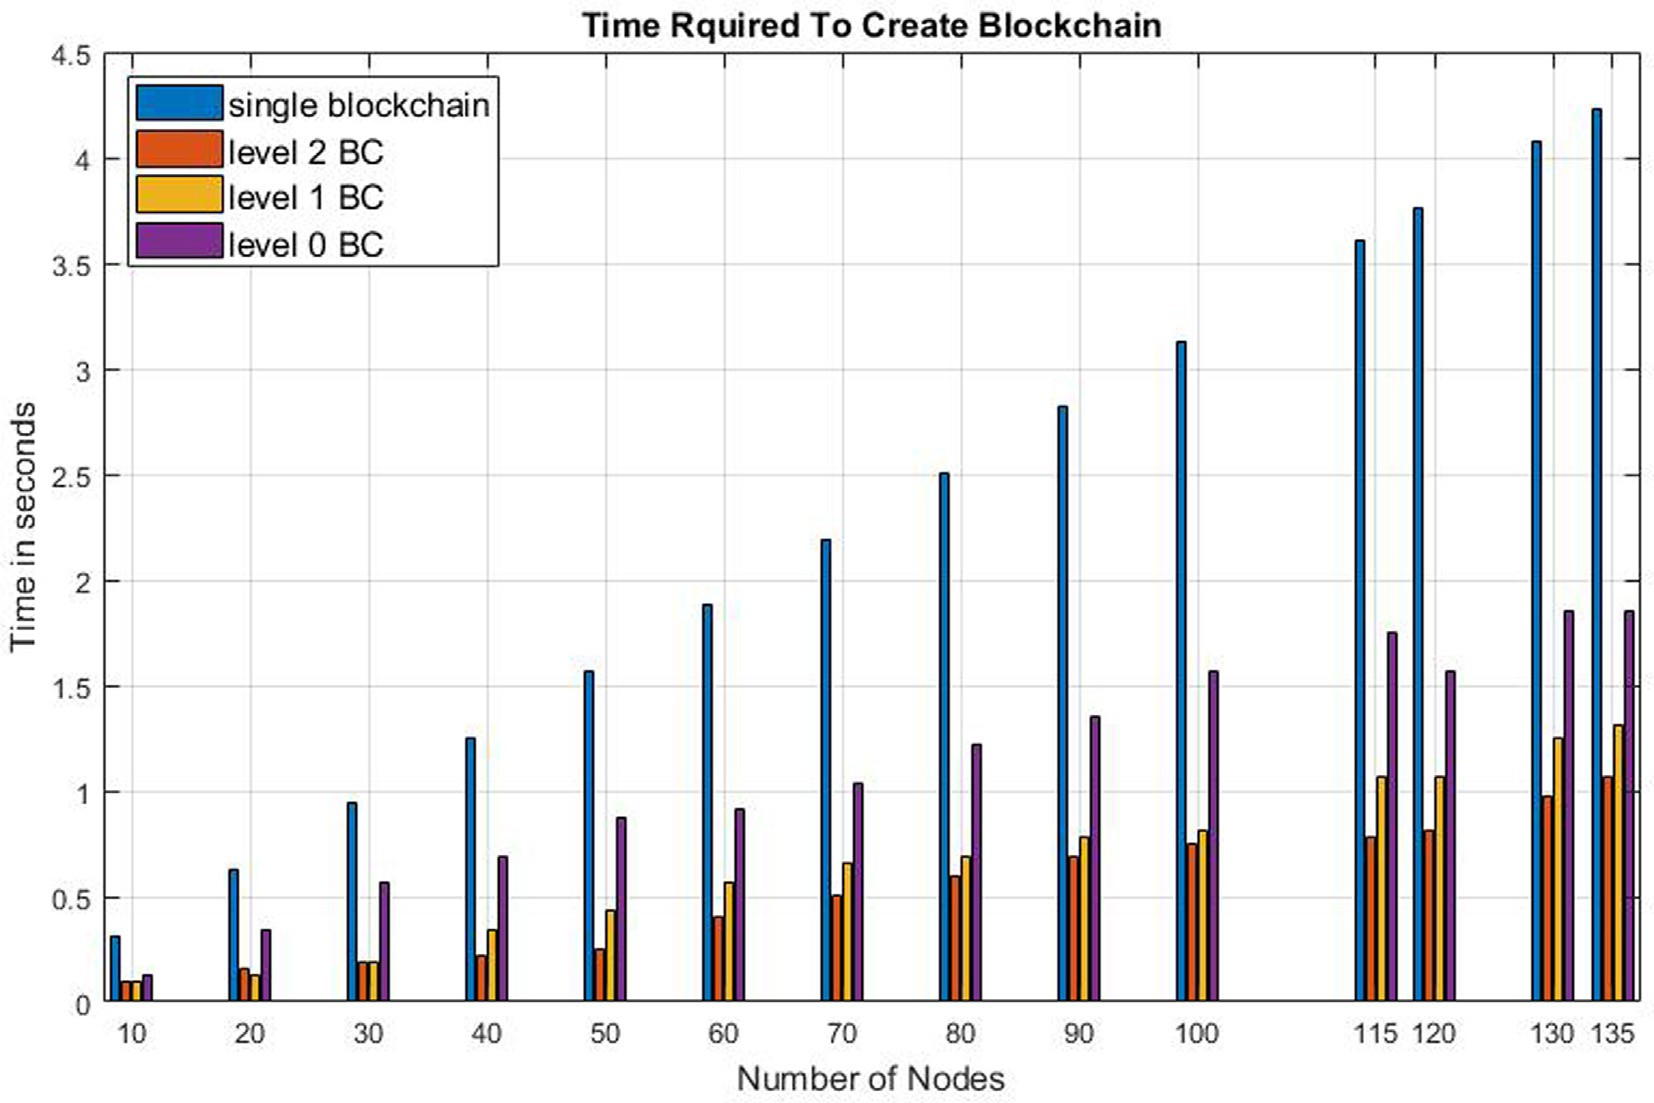 Time Rquired To Create Blockchain
4.5
4
3.5
3
2.5
2
1.5
1
0.5
0
single blockchain
level 2 BC
level 1 BC
level 0 BC
Time in seconds
10 20 30 40 50 60 70 80 90 100 115 120 130 135
Number of Nodes